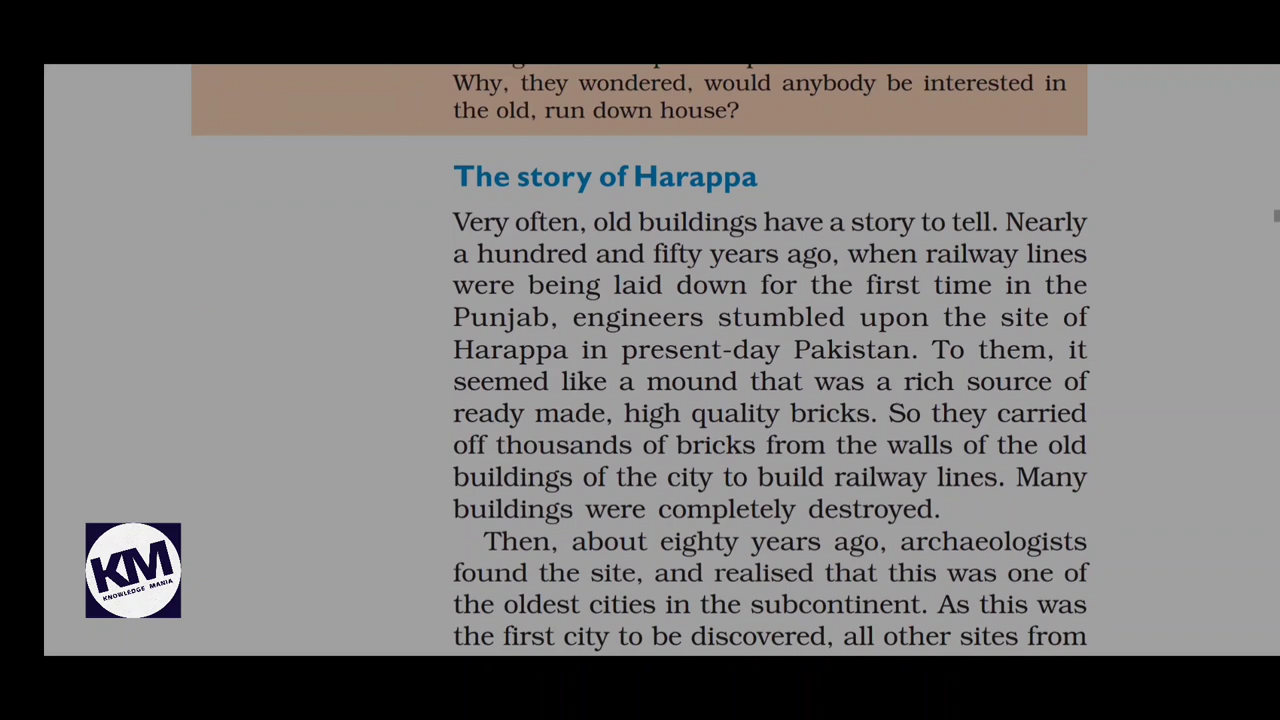 Why, they wondered, would anybody be interested in
the old, run down house?
The story of Harappa
Very often, old buildings have a story to tell. Nearly
a hundred and fifty years ago, when railway lines
were being laid down for the first time in the
Punjab, engineers stumbled upon the site of
Harappa in present-day Pakistan. To them, it
seemed like a mound that was a rich source of
ready made, high quality bricks. So they carried
off thousands of bricks from the walls of the old
buildings of the city to build railway lines. Many
buildings were completely destroyed.
Then, about eighty years ago, archaeologists
found the site, and realised that this was one of
the oldest cities in the subcontinent. As this was
the first city to be discovered, all other sites from
KM
KNOWLEDGE MANIA